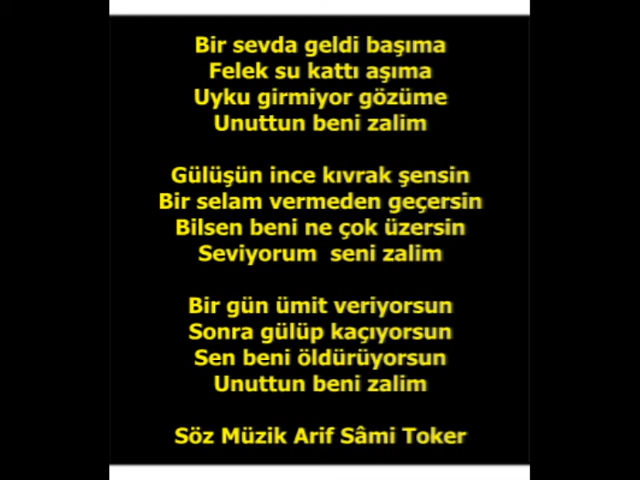 Bir sevda geldi başıma
Felek su kattı aşıma
Uyku girmiyor gözüme
Unuttun beni zalim
Gülüşün ince kıvrak şensin
Bir selam vermeden geçersin
Bilsen beni ne çok üzersin
Seviyorum  seni zalim
Bir gün ümit veriyorsun
Sonra gülüp kaçıyorsun
Sen beni öldürüyorsun
Unuttun beni zalim
Söz Müzik Arif Sâmi Toker